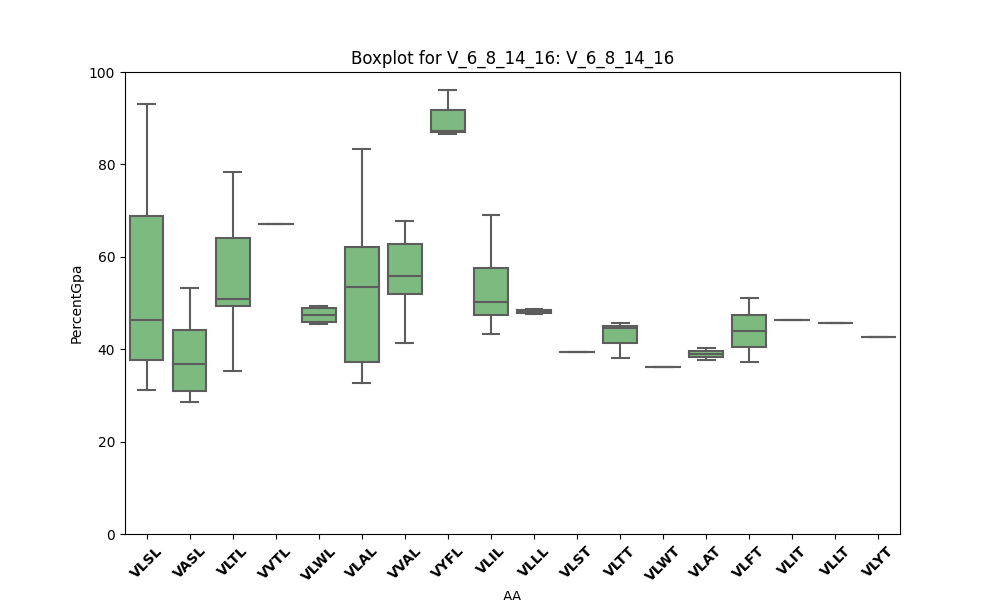 Boxplot for V_6_8_14_16: V_6_8_14_16
PercentGpa
100
80
60
40
20
0
VLSL VASL VLTL VVTL VLWL VLAL VVAL VYFL VLIL VLLL VLST VLTT VLWT VLAT VLFT VLIT VLLT VLYT
AA